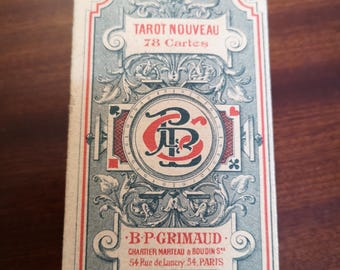 TAROT NOUVEAU
78 Cartes
B-P-GRIMAUD
CHARTIER MARTEAU & BOUDIN Srs
54 Rue de Lancry 54, PARIS